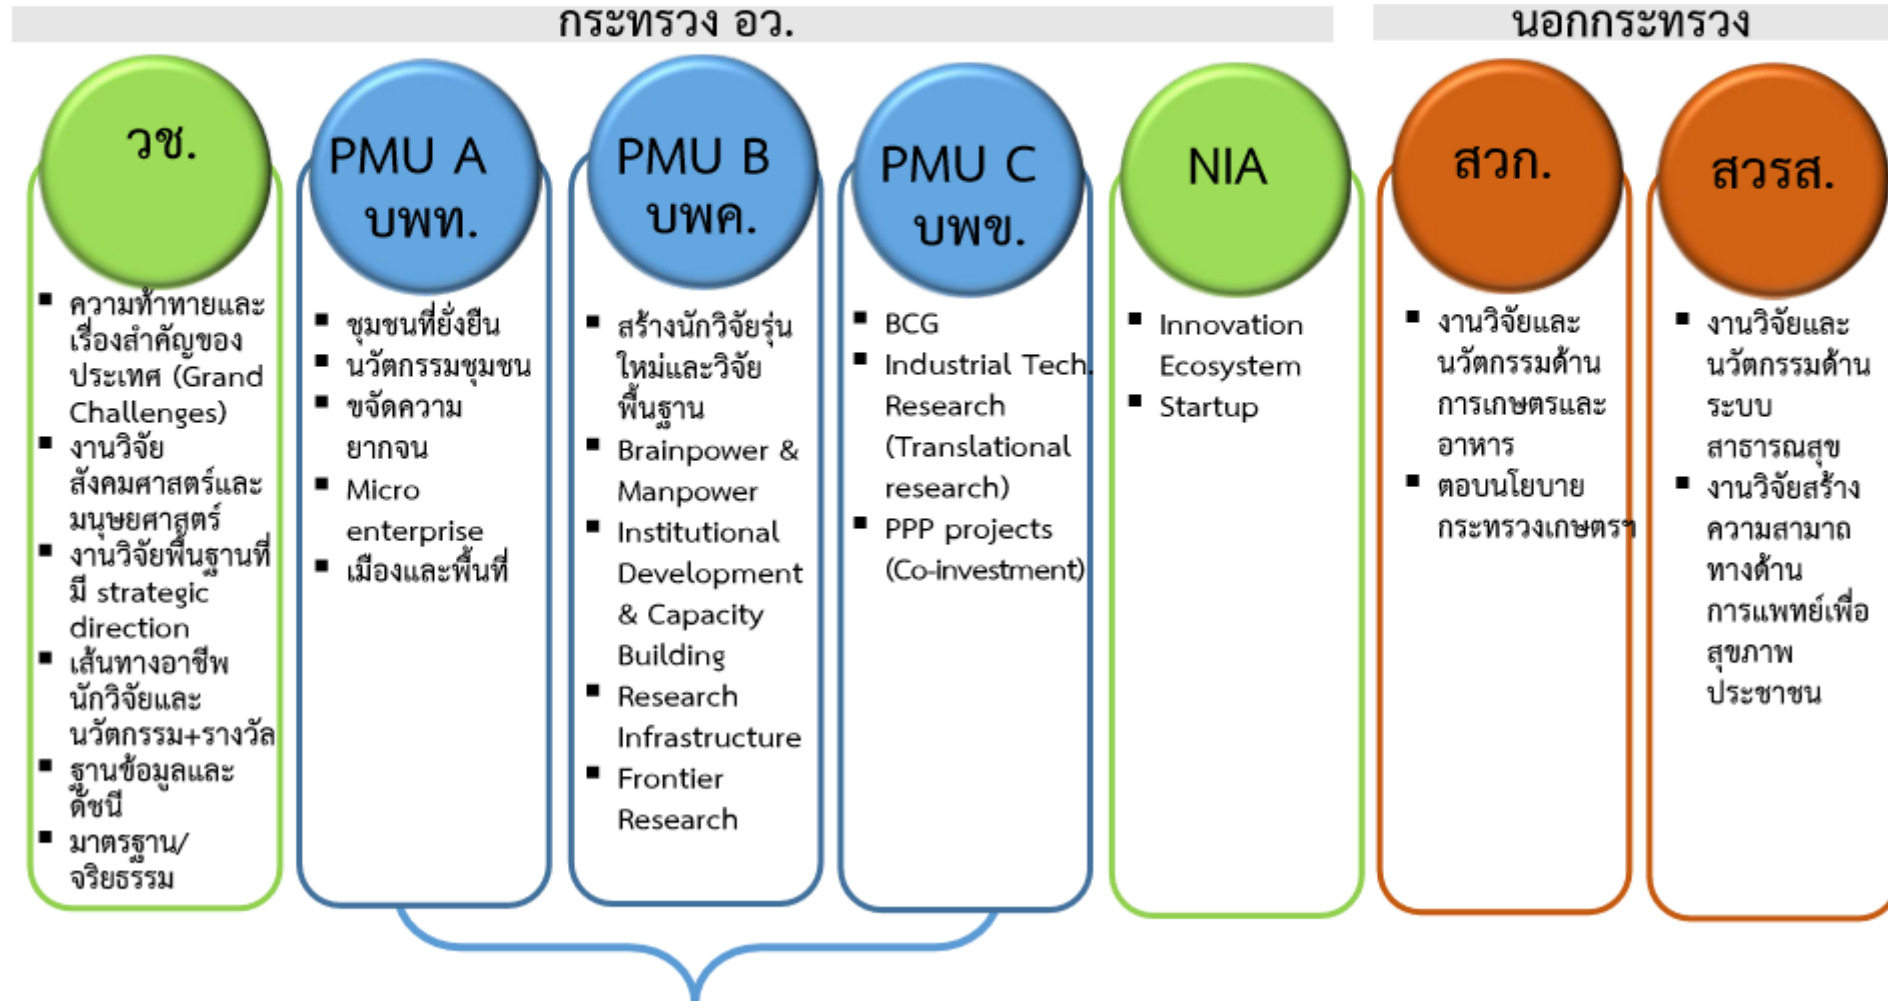 กระทรวง อว.
นอกกระทรวง
วช.
■ ความท้าทายและ
เรื่องสำคัญของ
ประเทศ (Grand
Challenges)
■ งานวิจัย
สังคมศาสตร์และ
มนุษยศาสตร์
■ งานวิจัยพื้นฐานที่
มี strategic
direction
■ เส้นทางอาชีพ
นักวิจัยและ
นวัตกรรม+รางวัล
■ ฐานข้อมูลและ
ดัชนี
■ มาตรฐาน/
จริยธรรม
PMU A
บพท.
■ ชุมชนที่ยั่งยืน
■ นวัตกรรมชุมชน
■ ขจัดความ
ยากจน
■ Micro
enterprise
■ เมืองและพื้นที่
PMU B
บพค.
■ สร้างนักวิจัยรุ่น
ใหม่และวิจัย
พื้นฐาน
■ Brainpower &
Manpower
■ Institutional
Development
& Capacity
Building
■ Research
Infrastructure
■ Frontier
Research
PMU C
บพข.
■ BCG
■ Industrial Tech.
Research
(Translational
research)
■ PPP projects
(Co-investment)
NIA
■ Innovation
Ecosystem
■ Startup
สวก.
■ งานวิจัยและ
นวัตกรรมด้าน
การเกษตรและ
อาหาร
■ ตอบนโยบาย
กระทรวงเกษตรฯ
สวรส.
■ งานวิจัยและ
นวัตกรรมด้าน
ระบบ
สาธารณสุข
■ งานวิจัยสร้าง
ความสามาถ
ทางด้าน
การแพทย์เพื่อ
สุขภาพ
ประชาชน